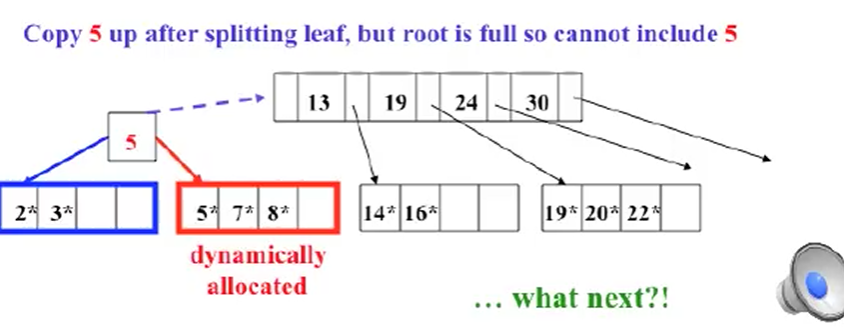 Copy 5 up after splitting leaf, but root is full so cannot include 5
13 19 24 30
5
2* 3* 5* 7* 8* 14* 16* 19* 20* 22*
dynamically
allocated
... what next?!